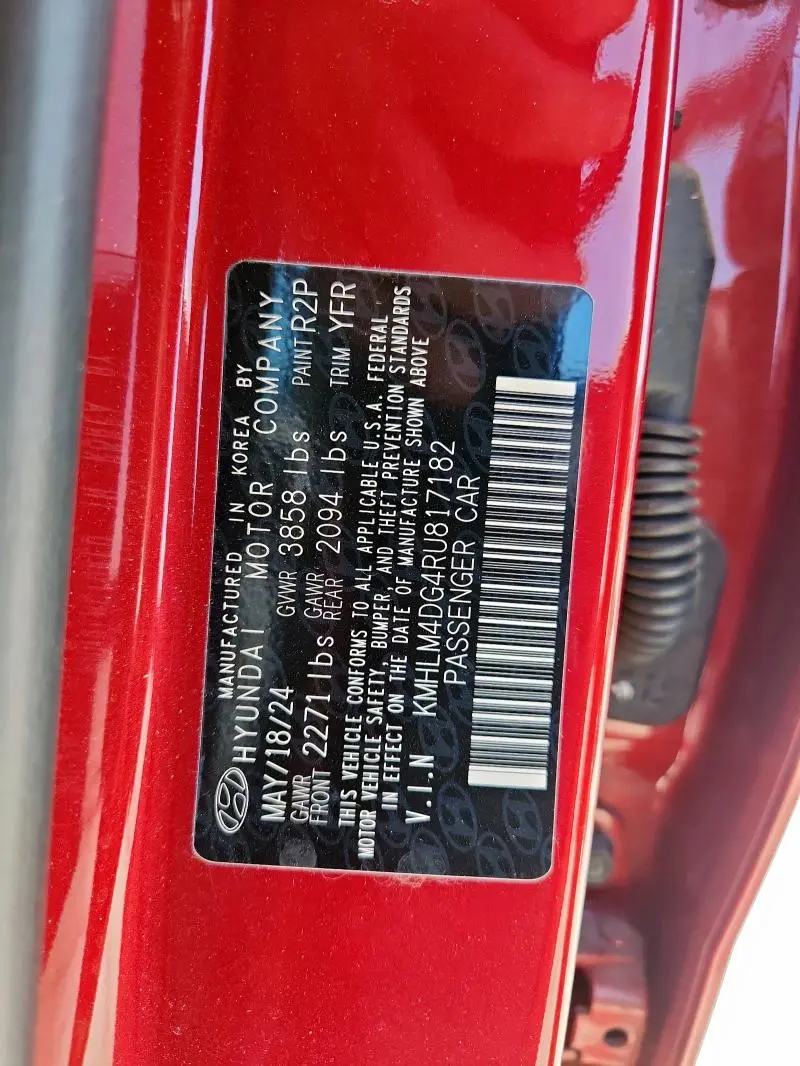 MANUFACTURED IN KOREA BY
HYUNDAI MOTOR COMPANY
MAY/18/24 GVWR 3858 lbs PAINT R2P
GAWR FRONT 2271 lbs GAWR REAR 2094 lbs TRIM YFR
THIS VEHICLE CONFORMS TO ALL APPLICABLE U.S.A. FEDERAL
MOTOR VEHICLE SAFETY, BUMPER, AND THEFT PREVENTION STANDARDS
IN EFFECT ON THE DATE OF MANUFACTURE SHOWN ABOVE
V.I.N KMHLM4DG4RU817182
PASSENGER CAR